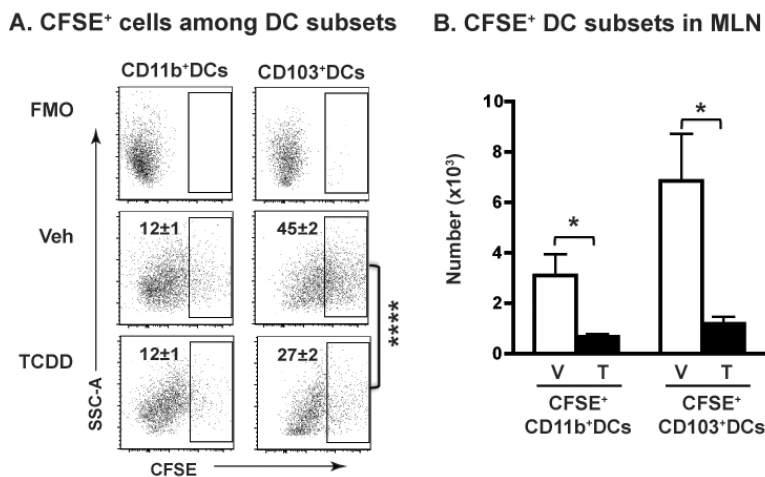 A. CFSE⁺ cells among DC subsets
CD11b⁺DCs CD103⁺DCs
FMO
Veh
12±1 45±2
TCDD
12±1 27±2
****
SSC-A
CFSE
B. CFSE⁺ DC subsets in MLN
Number (x10³)
10
8
6
4
2
0
*
*
V T V T
CFSE⁺ CFSE⁺
CD11b⁺DCs CD103⁺DCs